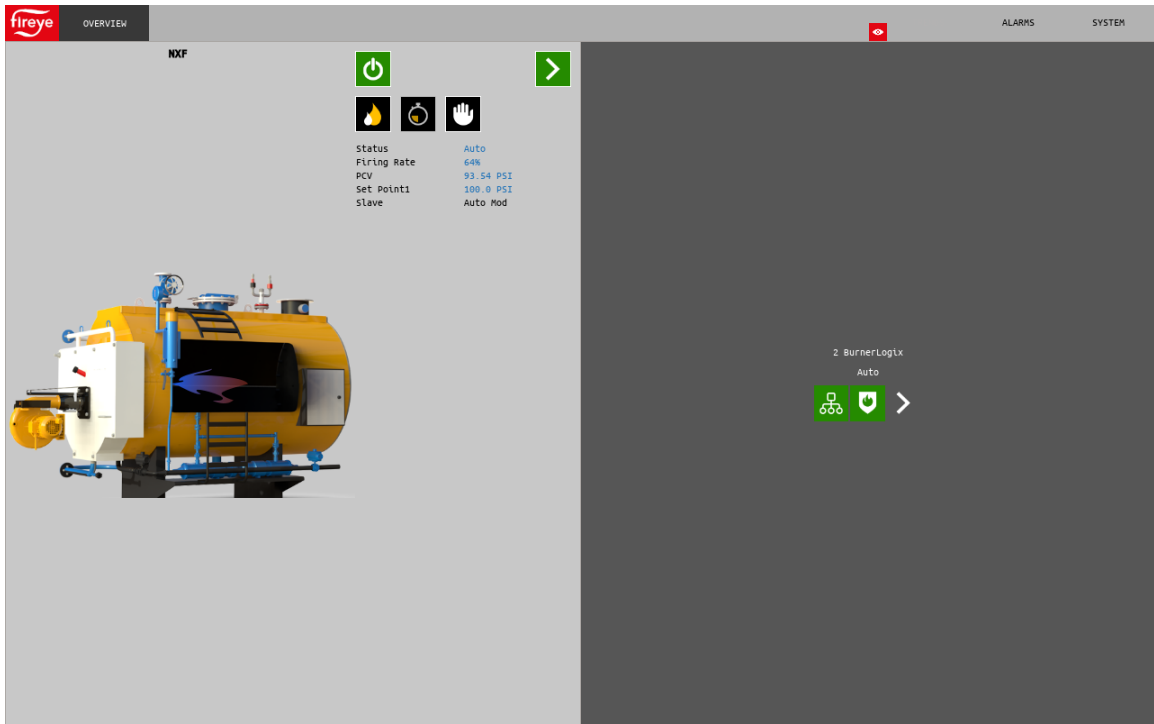 fireye
OVERVIEW
ALARMS
SYSTEM
NXF
Status Auto
Firing Rate 64%
PCV 93.54 PSI
Set Point1 100.0 PSI
Slave Auto Mod
2 BurnerLogix
Auto